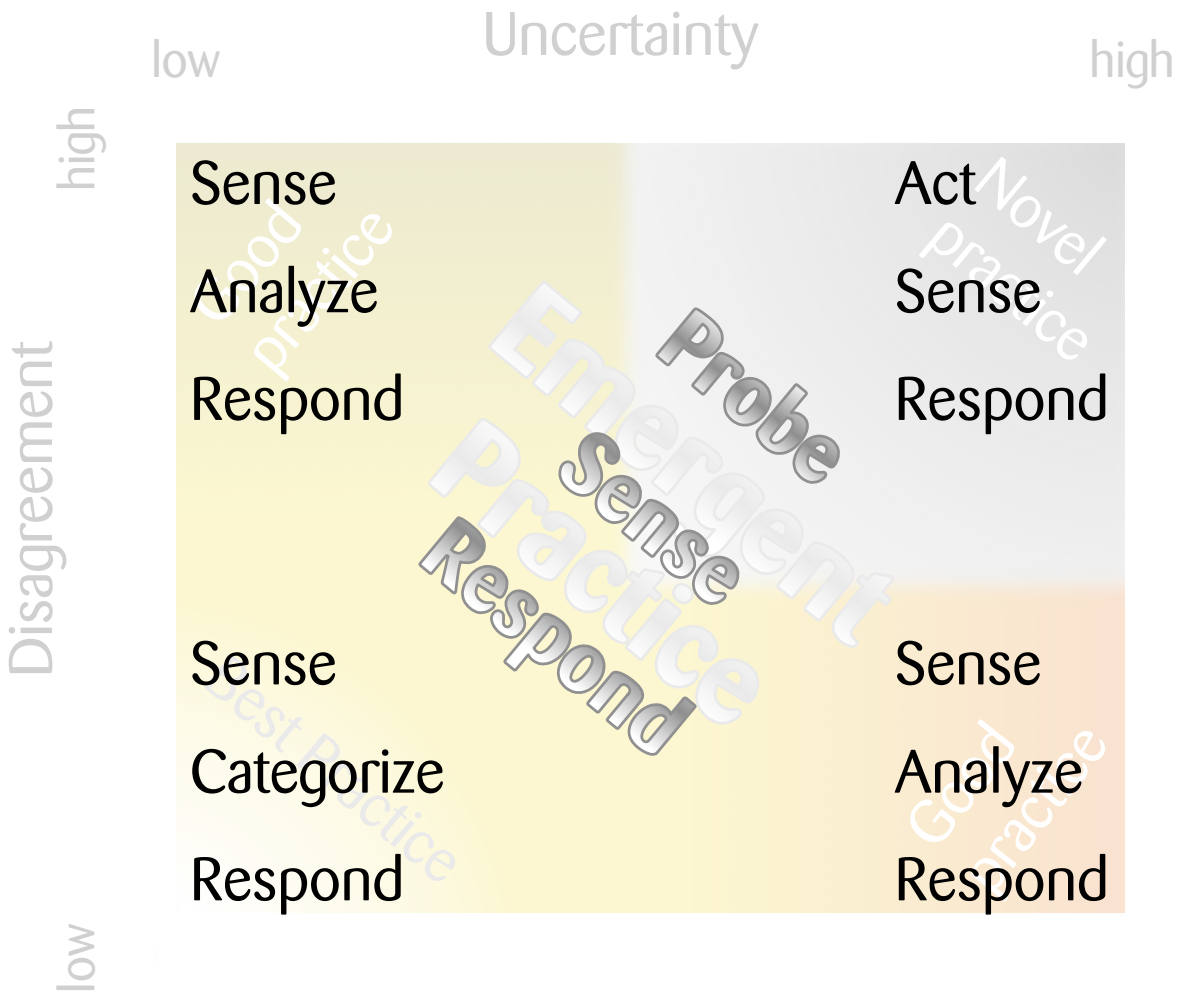 Uncertainty
low
high
high
Disagreement
low
Sense
Analyze
Respond
Good
practice
Act
Sense
Respond
Novel
practice
Emergent
Practice
Probe
Sense
Respond
Sense
Categorize
Respond
Best Practice
Sense
Analyze
Respond
Good
practice